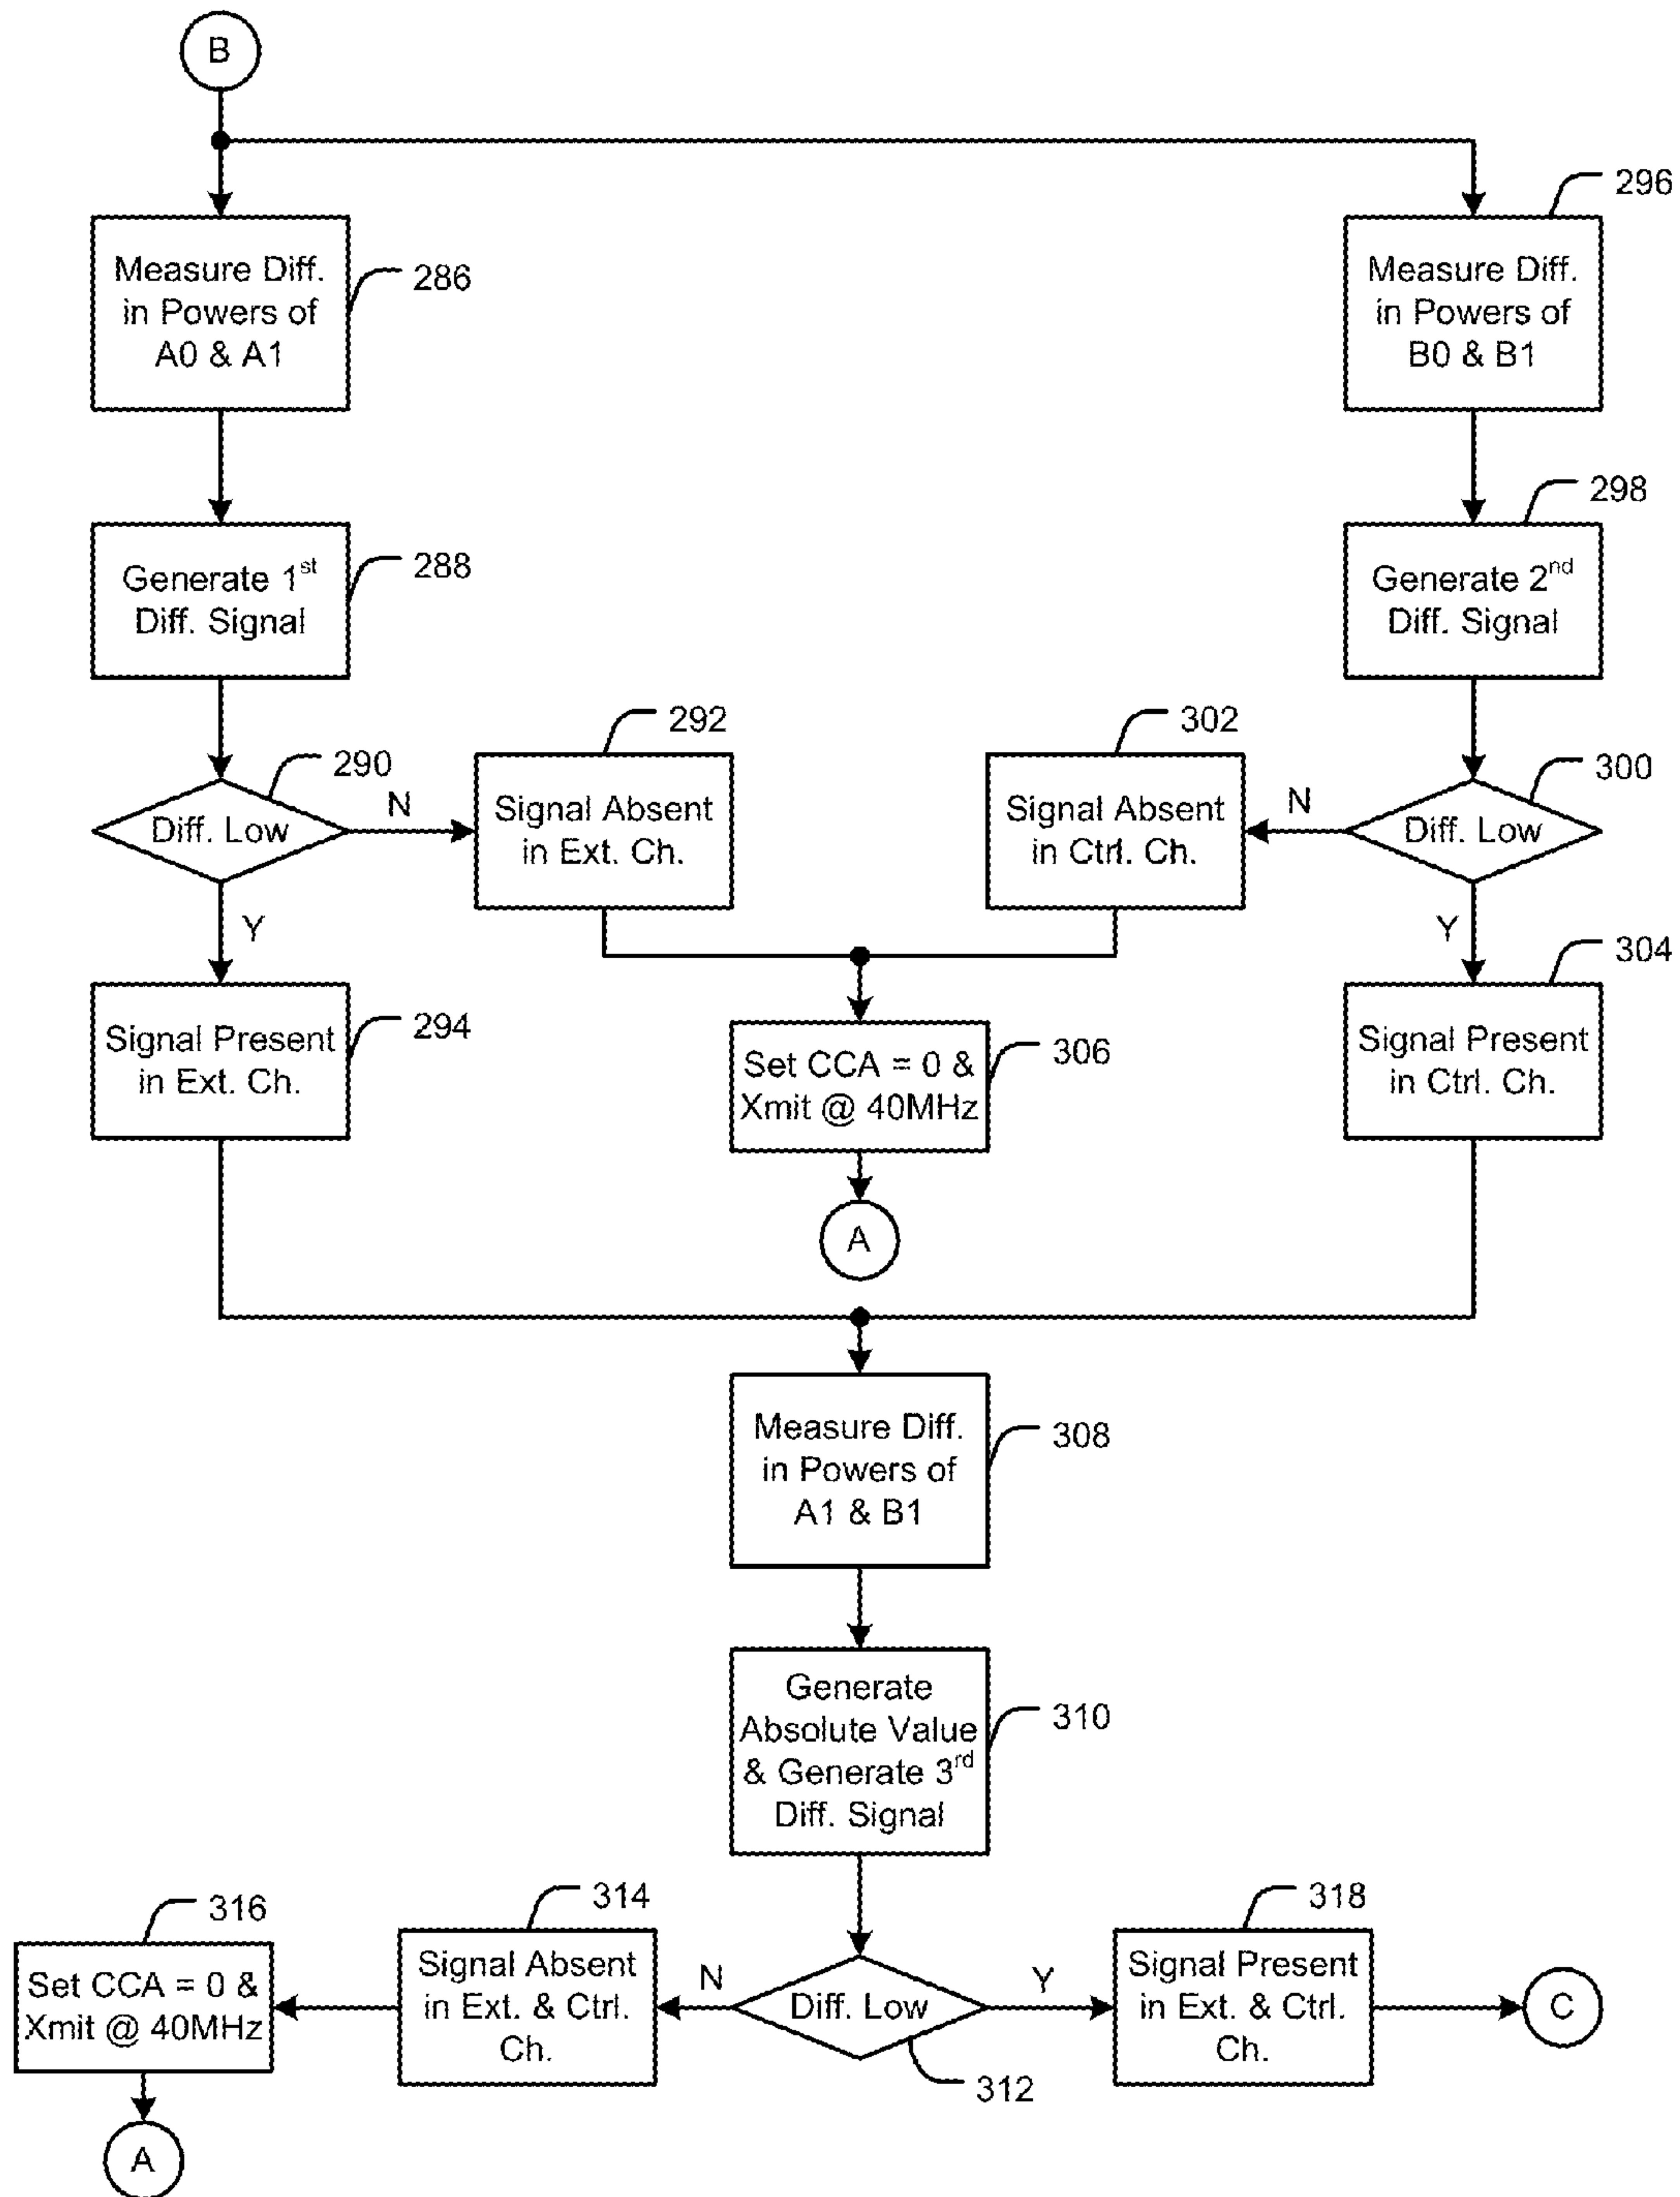 B
296
Measure Diff.
in Powers of
A0 & A1
286
Measure Diff.
in Powers of
B0 & B1
298
Generate 1st
Diff. Signal
288
Generate 2nd
Diff. Signal
292
302
290
300
Diff. Low
N
Signal Absent
in Ext. Ch.
Signal Absent
in Ctrl. Ch.
N
Diff. Low
Y
Y
304
Signal Present
in Ext. Ch.
294
Set CCA = 0 &
Xmit @ 40MHz
306
Signal Present
in Ctrl. Ch.
A
Measure Diff.
in Powers of
A1 & B1
308
Generate
Absolute Value
& Generate 3rd
Diff. Signal
310
316
314
318
Set CCA = 0 &
Xmit @ 40MHz
Signal Absent
in Ext. & Ctrl.
Ch.
N
Diff. Low
Y
Signal Present
in Ext. & Ctrl.
Ch.
C
312
A